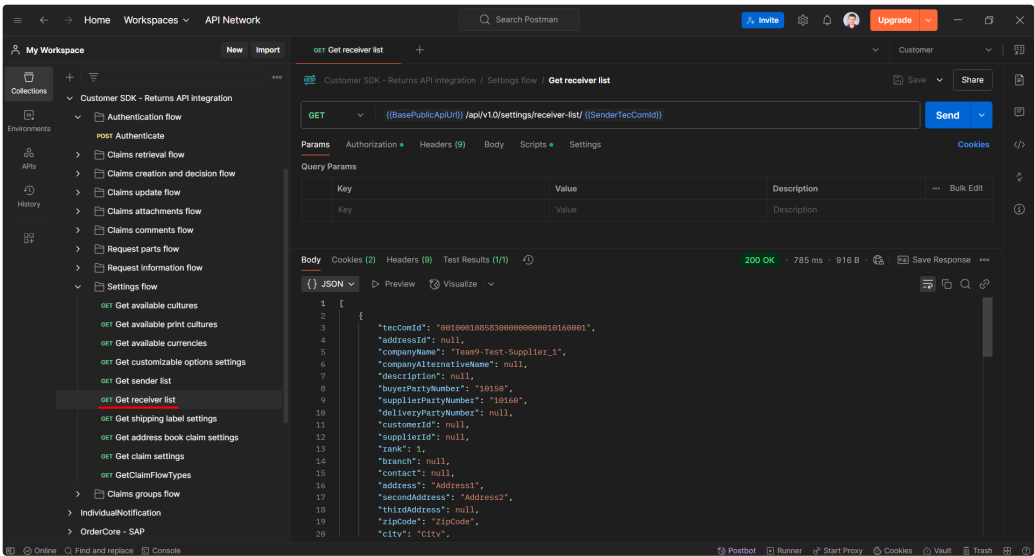 Home Workspaces API Network
Search Postman
Invite
Upgrade
My Workspace
New Import
GET Get receiver list
Customer
Collections
Environments
APIs
History
Customer SDK - Returns API integration
Authentication flow
POST Authenticate
Claims retrieval flow
Claims creation and decision flow
Claims update flow
Claims attachments flow
Claims comments flow
Request parts flow
Request information flow
Settings flow
GET Get available cultures
GET Get available print cultures
GET Get available currencies
GET Get customizable options settings
GET Get sender list
GET Get receiver list
GET Get shipping label settings
GET Get address book claim settings
GET Get claim settings
GET GetClaimFlowTypes
Claims groups flow
IndividualNotification
OrderCore - SAP
Customer SDK - Returns API integration / Settings flow / Get receiver list
Save
Share
GET
{{BasePublicApiUrl}} /api/v1.0/settings/receiver-list/ {{SenderTecComId}}
Send
Params Authorization Headers (9) Body Scripts Settings
Cookies
Query Params
Key Value Description Bulk Edit
Key Value Description
Body Cookies (2) Headers (9) Test Results (1/1)
200 OK 785 ms 916 B Save Response
{} JSON Preview Visualize
1 [
2 {
3 "tecComId": "00100010858300000000010160001",
4 "addressId": null,
5 "companyName": "Team9-Test-Supplier_1",
6 "companyAlternativeName": null,
7 "description": null,
8 "buyerPartyNumber": "10150",
9 "supplierPartyNumber": "10160",
10 "deliveryPartyNumber": null,
11 "customerId": null,
12 "supplierId": null,
13 "rank": 1,
14 "branch": null,
15 "contact": null,
16 "address": "Address1",
17 "secondAddress": "Address2",
18 "thirdAddress": null,
19 "zipCode": "ZipCode",
20 "city": "City",
Online Find and replace Console
Postbot Runner Start Proxy Cookies Vault Trash